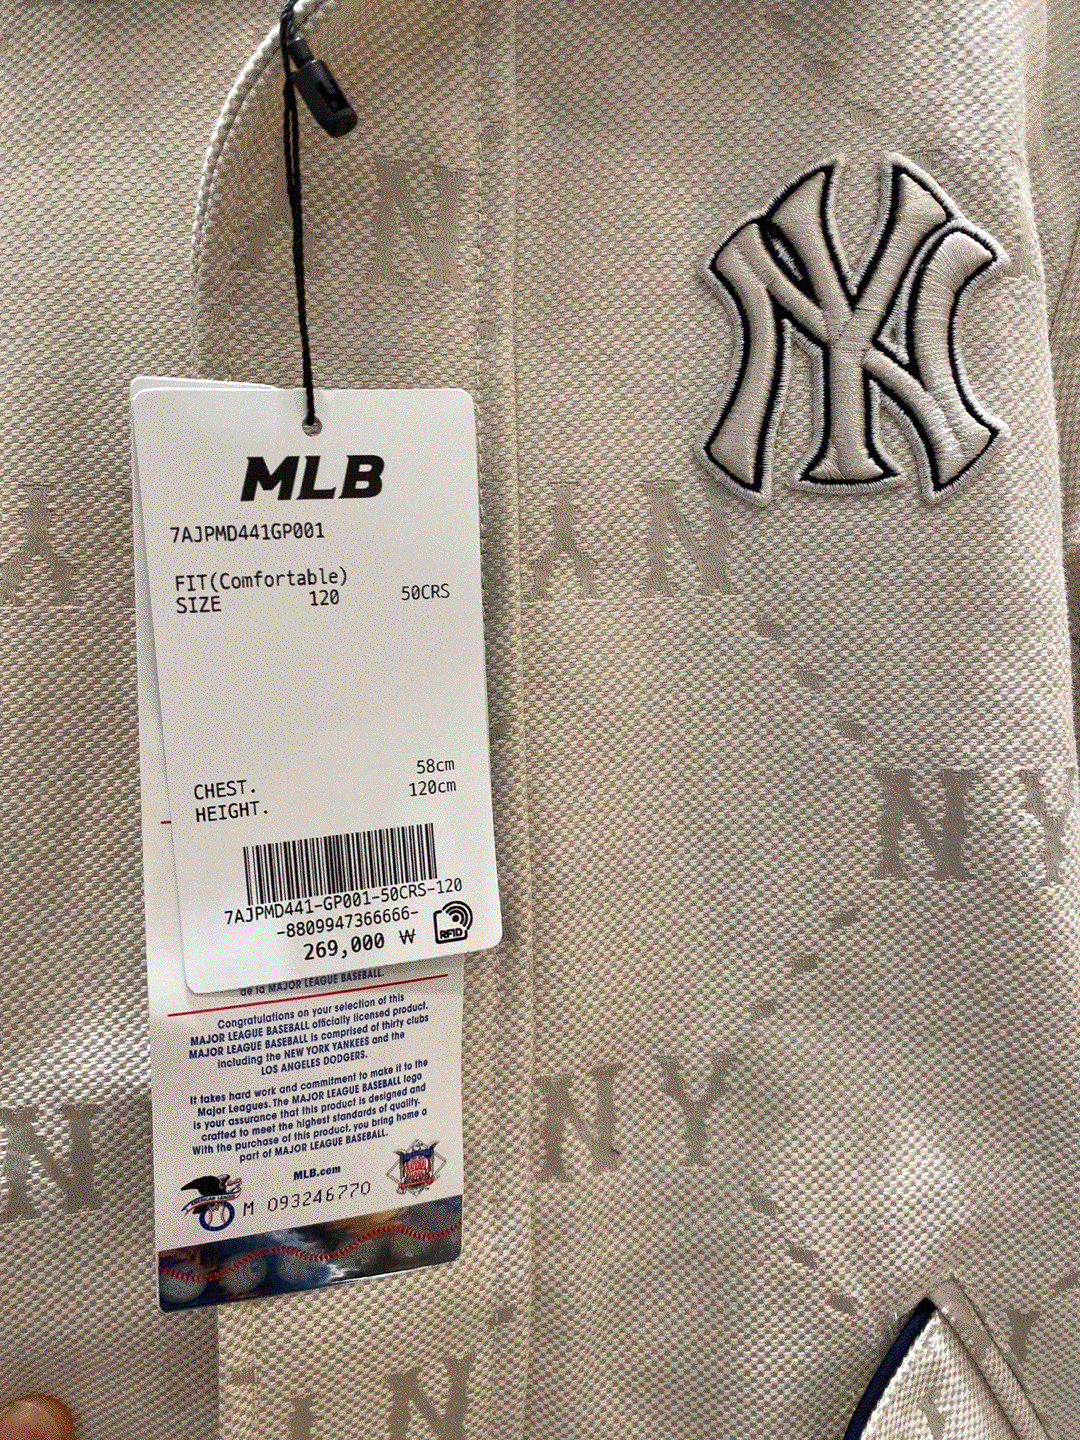 MLB
7AJPMD441GP001
FIT(Comfortable)
SIZE 120 50CRS
CHEST. 58cm
HEIGHT. 120cm
7AJPMD441-GP001-50CRS-120
-8809947366666-
269,000 ₩
RFID
de la MAJOR LEAGUE BASEBALL.
Congratulations on your selection of this
MAJOR LEAGUE BASEBALL officially licensed product.
MAJOR LEAGUE BASEBALL is comprised of thirty clubs
including the NEW YORK YANKEES and the
LOS ANGELES DODGERS.
It takes hard work and commitment to make it to the
Major Leagues. The MAJOR LEAGUE BASEBALL logo
is your assurance that this product is designed and
crafted to meet the highest standards of quality.
With the purchase of this product, you bring home a
part of MAJOR LEAGUE BASEBALL.
MLB.com
M 093246770
NY
N
NY
NY
NY
N
N